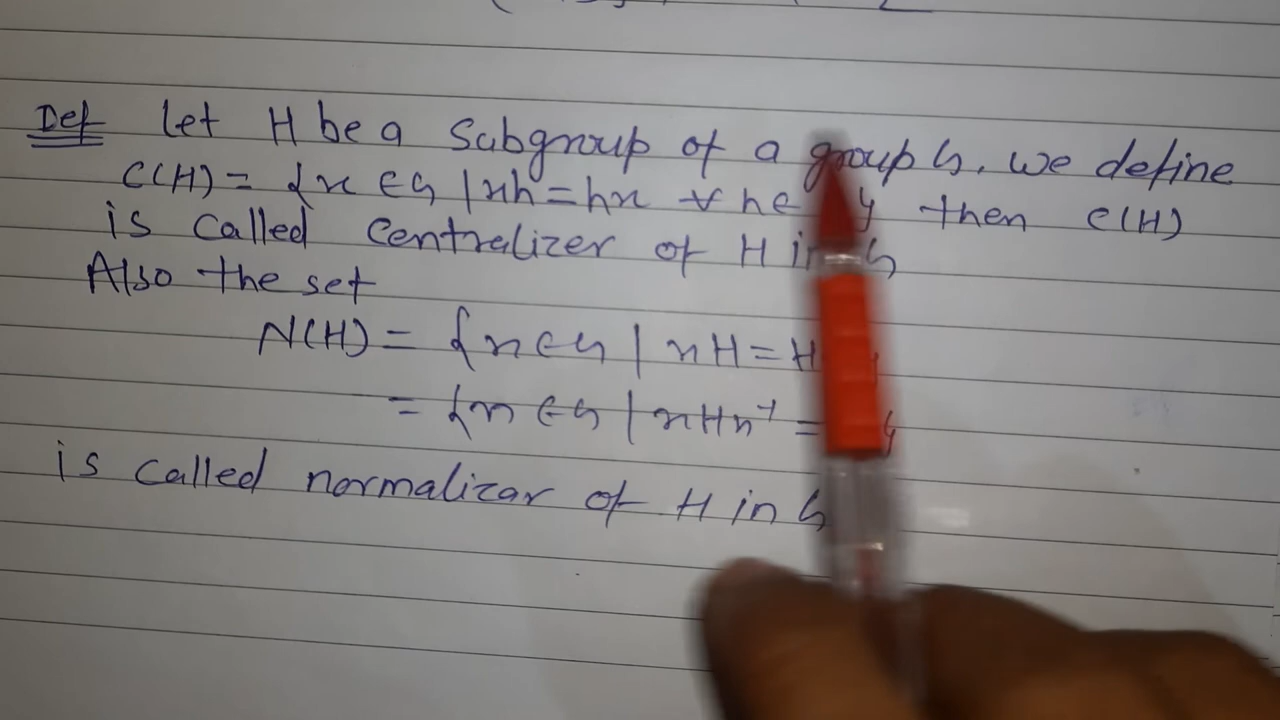 Def Let H be a Subgroup of a group G. We define
C(H) = {x ∈ G | xh = hx ∀ h ∈ } then C(H)
is called Centralizer of H in G
Also the set
N(H) = {x ∈ G | xH = H }
= {x ∈ G | xHx⁻¹ = }
is called normalizar of H in G